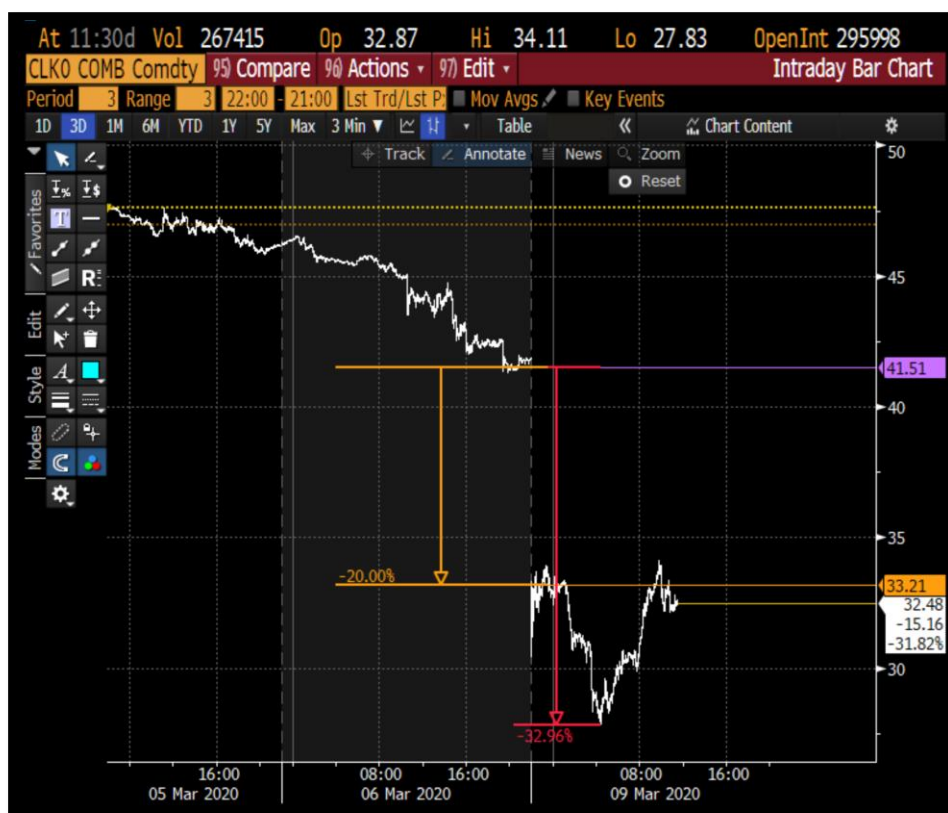 At 11:30d Vol 267415 Op 32.87 Hi 34.11 Lo 27.83 OpenInt 295998
CLK0 COMB Comdty 95) Compare 96) Actions 97) Edit Intraday Bar Chart
Period 3 Range 3 22:00 - 21:00 Lst Trd/Lst P: Mov Avgs Key Events
1D 3D 1M 6M YTD 1Y 5Y Max 3 Min Table « Chart Content
Track Annotate News Zoom
Reset
Favorites
Edit
Style
Modes
T
R
A
50
45
41.51
40
35
-20.00%
33.21
32.48
-15.16
-31.82%
30
-32.96%
16:00 08:00 16:00 08:00 16:00
05 Mar 2020 06 Mar 2020 09 Mar 2020